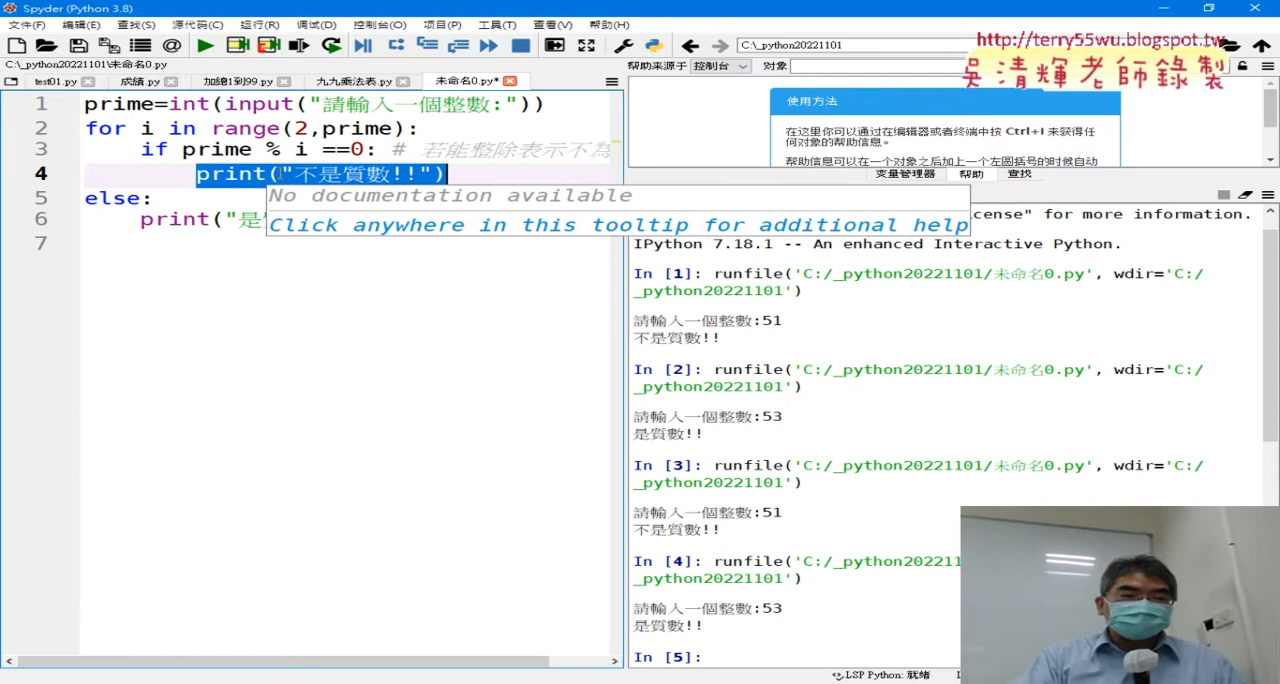 Spyder (Python 3.8)
文件(F) 编辑(E) 查找(S) 源代码(C) 运行(R) 调试(D) 控制台(O) 项目(P) 工具(T) 查看(V) 帮助(H)
C:\_python20221101
http://terry55wu.blogspot.tw
吳清輝老師錄製
C:\_python20221101\未命名0.py
帮助来源于 控制台 对象
test01.py 成績.py 加總1到99.py 九九乘法表.py 未命名0.py*
1 prime=int(input("請輸入一個整數:"))
2 for i in range(2,prime):
3 if prime % i ==0: # 若能整除表示不為
4 print("不是質數!!")
5 else:
6 print("是
7
No documentation available
Click anywhere in this tooltip for additional help
使用方法
在这里你可以通过在编辑器或者终端中按 Ctrl+I 来获得任
何对象的帮助信息。
帮助信息可以在一个对象之后加上一个左圆括号的时候自动
变量管理器 帮助 查找
icense" for more information.
IPython 7.18.1 -- An enhanced Interactive Python.
In [1]: runfile('C:/_python20221101/未命名0.py', wdir='C:/
_python20221101')
請輸入一個整數:51
不是質數!!
In [2]: runfile('C:/_python20221101/未命名0.py', wdir='C:/
_python20221101')
請輸入一個整數:53
是質數!!
In [3]: runfile('C:/_python20221101/未命名0.py', wdir='C:/
_python20221101')
請輸入一個整數:51
不是質數!!
In [4]: runfile('C:/_python202211
_python20221101')
請輸入一個整數:53
是質數!!
In [5]:
LSP Python: 就绪